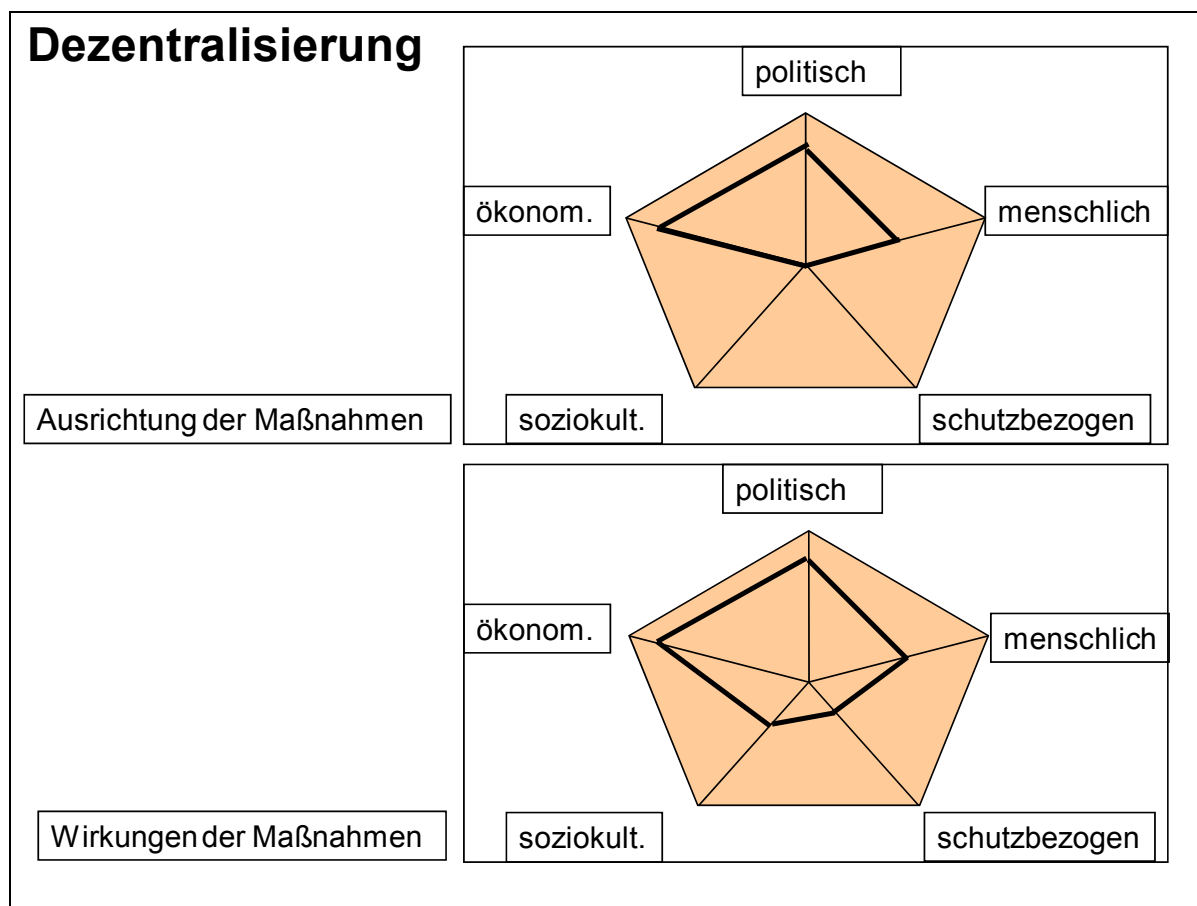 Dezentralisierung
politisch
ökonom.
menschlich
Ausrichtung der Maßnahmen
soziokult.
schutzbezogen
politisch
ökonom.
menschlich
Wirkungen der Maßnahmen
soziokult.
schutzbezogen